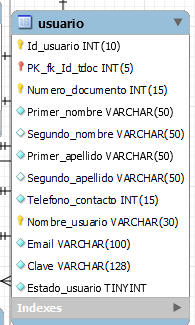 usuario
Id_usuario INT(10)
PK_fk_Id_tdoc INT(5)
Numero_documento INT(15)
Primer_nombre VARCHAR(50)
Segundo_nombre VARCHAR(50)
Primer_apellido VARCHAR(50)
Segundo_apellido VARCHAR(50)
Telefono_contacto INT(15)
Nombre_usuario VARCHAR(30)
Email VARCHAR(100)
Clave VARCHAR(128)
Estado_usuario TINYINT
Indexes